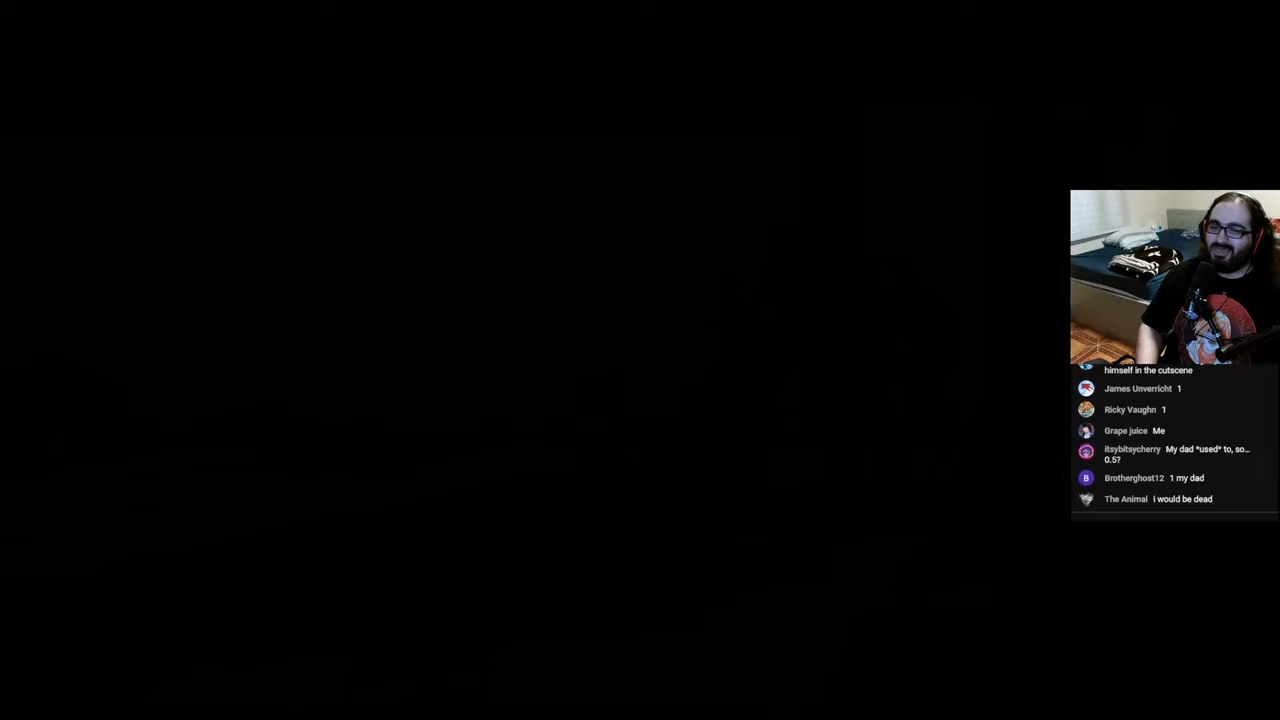 himself in the cutscene
James Unverricht 1
Ricky Vaughn 1
Grape juice Me
itsybitsycherry My dad *used* to, so...
0.5?
Brotherghost12 1 my dad
The Animal i would be dead